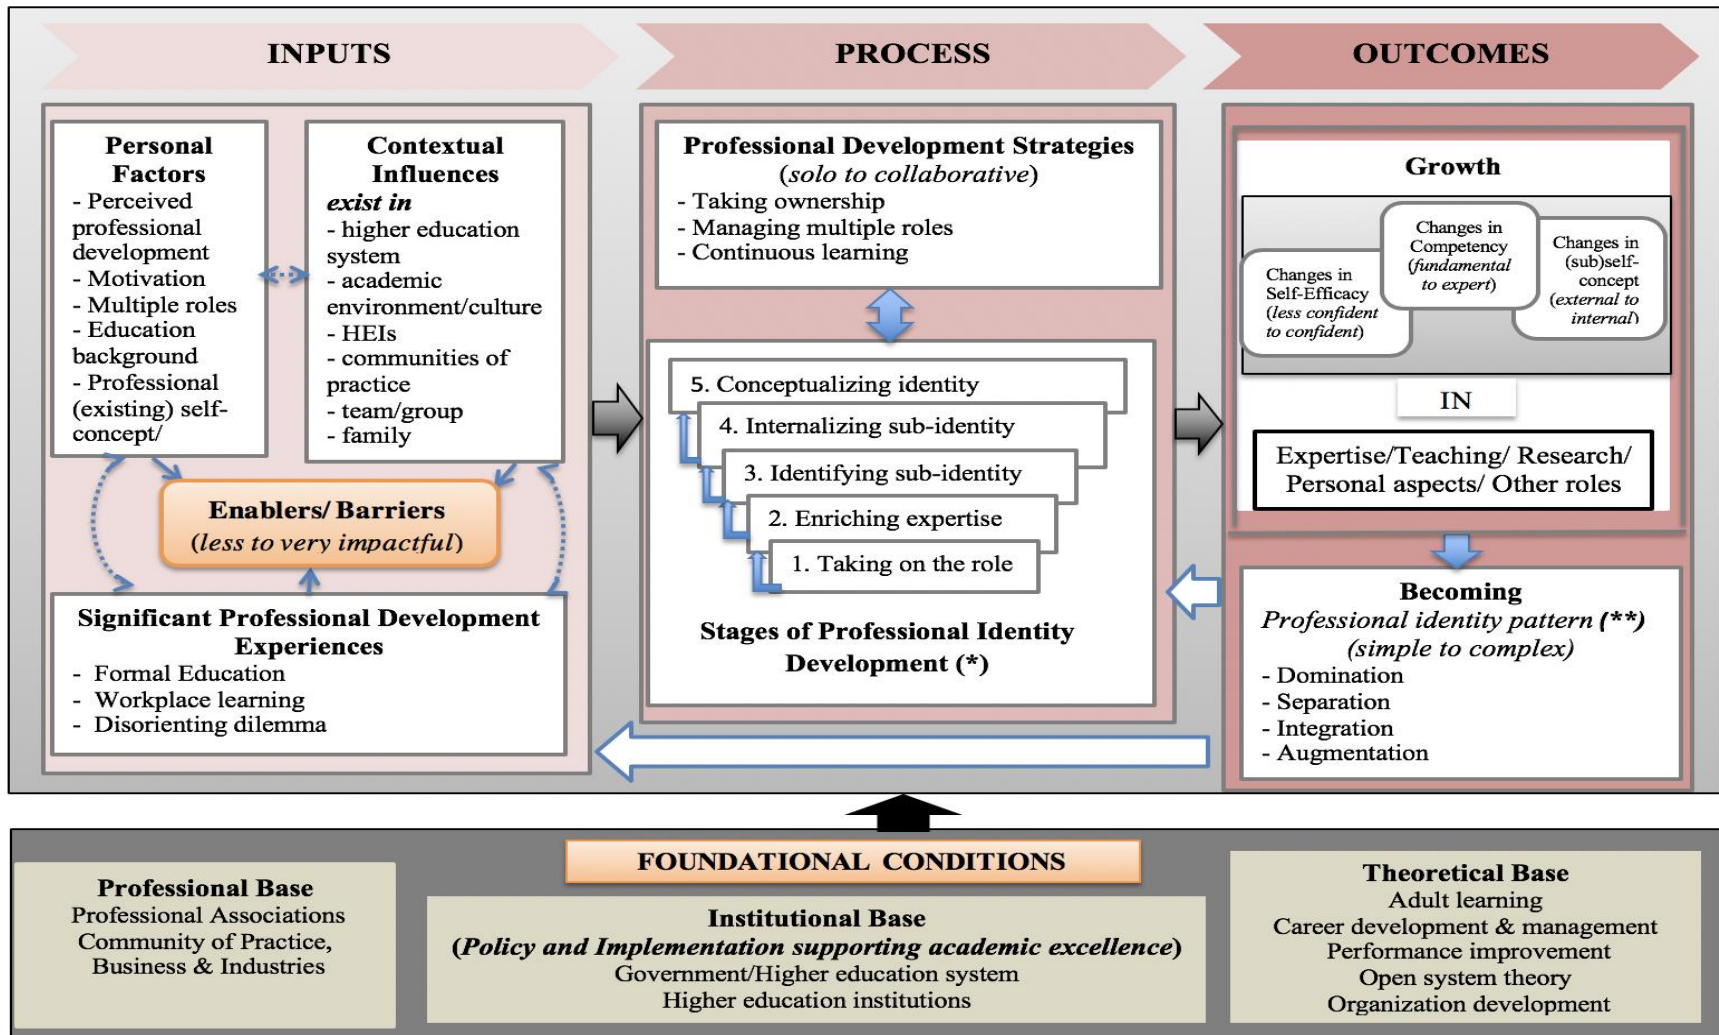 INPUTS
PROCESS
OUTCOMES
Personal
Factors
- Perceived
professional
development
- Motivation
- Multiple roles
- Education
background
- Professional
(existing) self-
concept/
Contextual
Influences
exist in
- higher education
system
- academic
environment/culture
- HEIs
- communities of
practice
- team/group
- family
Enablers/ Barriers
(less to very impactful)
Significant Professional Development
Experiences
- Formal Education
- Workplace learning
- Disorienting dilemma
Professional Development Strategies
(solo to collaborative)
- Taking ownership
- Managing multiple roles
- Continuous learning
5. Conceptualizing identity
4. Internalizing sub-identity
3. Identifying sub-identity
2. Enriching expertise
1. Taking on the role
Stages of Professional Identity
Development (*)
Growth
Changes in
Self-Efficacy
(less confident
to confident)
Changes in
Competency
(fundamental
to expert)
Changes in
(sub)self-
concept
(external to
internal)
IN
Expertise/Teaching/ Research/
Personal aspects/ Other roles
Becoming
Professional identity pattern (**)
(simple to complex)
- Domination
- Separation
- Integration
- Augmentation
FOUNDATIONAL CONDITIONS
Professional Base
Professional Associations
Community of Practice,
Business & Industries
Institutional Base
(Policy and Implementation supporting academic excellence)
Government/Higher education system
Higher education institutions
Theoretical Base
Adult learning
Career development & management
Performance improvement
Open system theory
Organization development